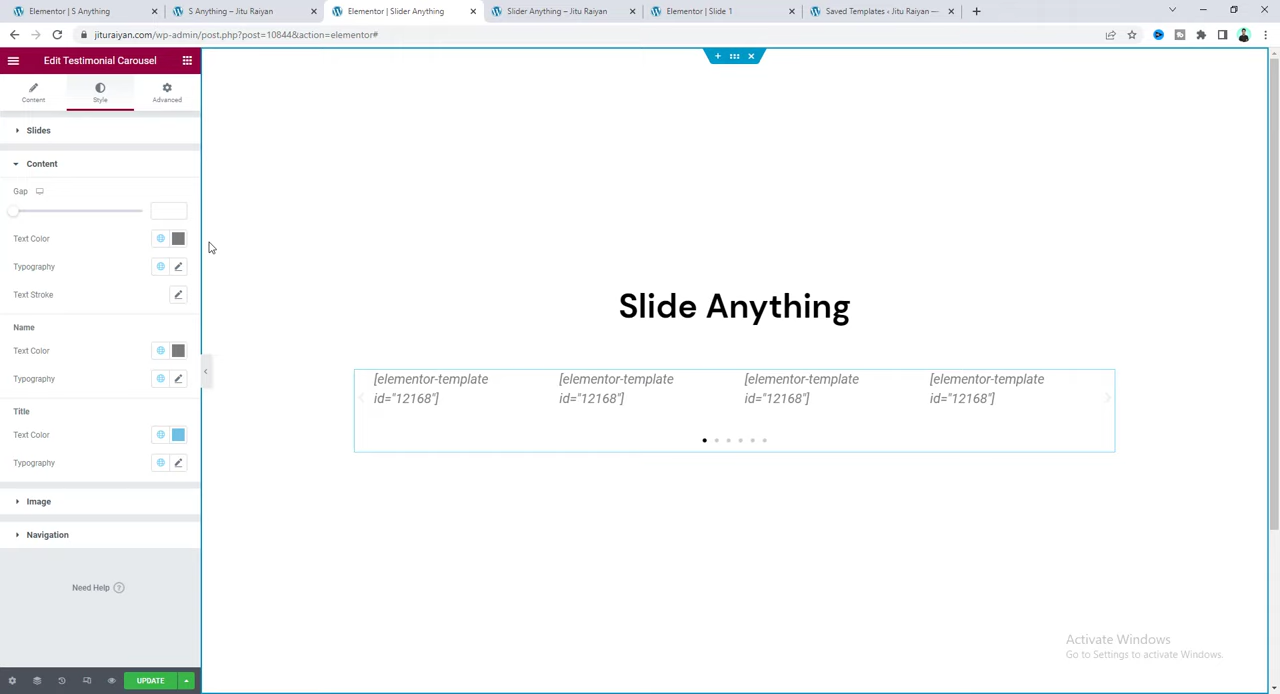 Elementor | S Anything
S Anything – Jitu Raiyan
Elementor | Slider Anything
Slider Anything – Jitu Raiyan
Elementor | Slide 1
Saved Templates ‹ Jitu Raiyan —
jituraiyan.com/wp-admin/post.php?post=10844&action=elementor#
Edit Testimonial Carousel
Content
Style
Advanced
Slides
Content
Gap
Text Color
Typography
Text Stroke
Name
Text Color
Typography
Title
Text Color
Typography
Image
Navigation
Need Help ?
UPDATE
Slide Anything
[elementor-template
id="12168"]
[elementor-template
id="12168"]
[elementor-template
id="12168"]
[elementor-template
id="12168"]
Activate Windows
Go to Settings to activate Windows.